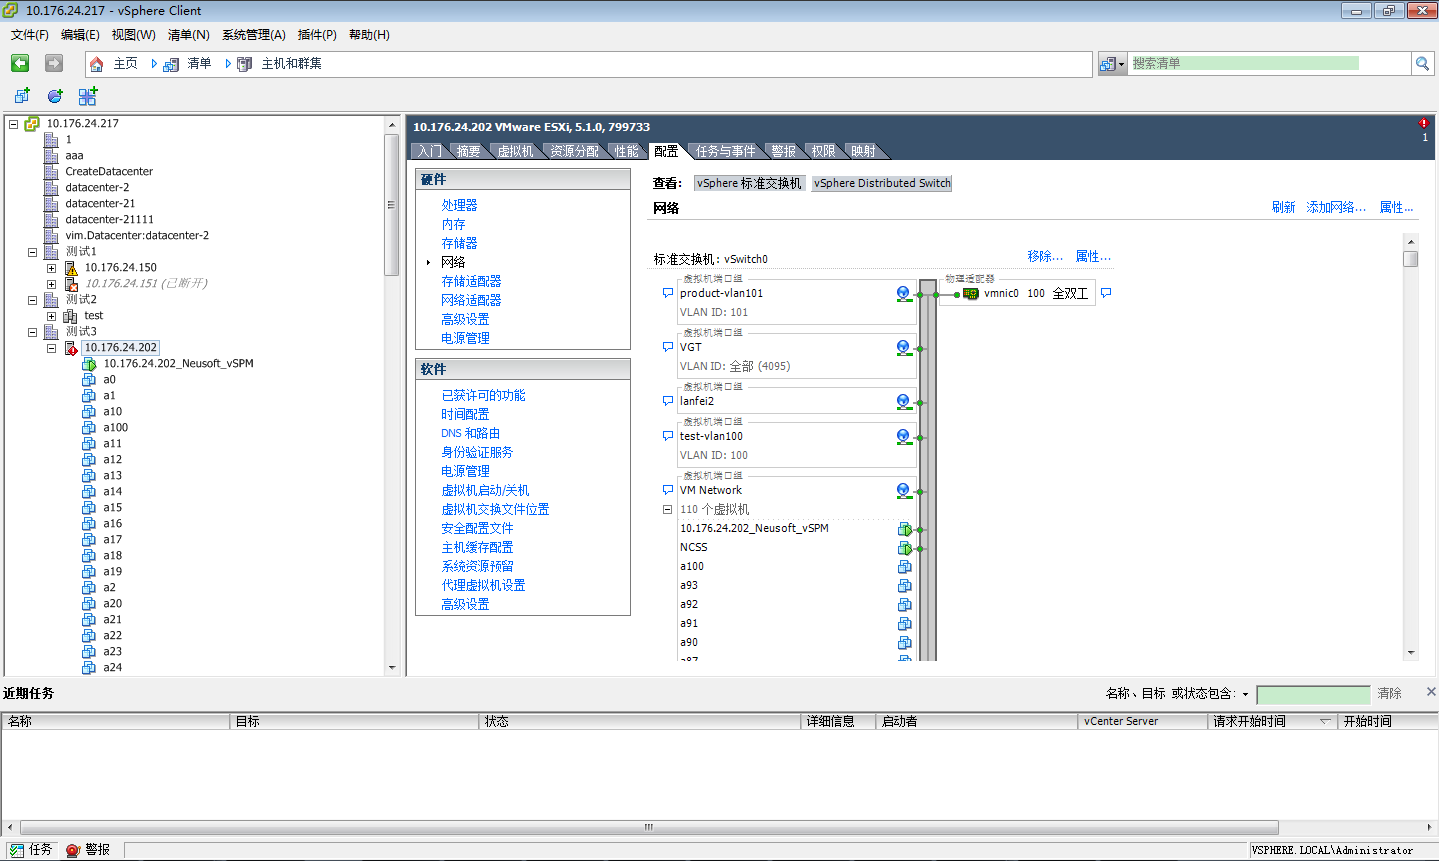 10.176.24.217 - vSphere Client
文件(F) 编辑(E) 视图(W) 清单(N) 系统管理(A) 插件(P) 帮助(H)
主页 清单 主机和群集 搜索清单
10.176.24.217
1
aaa
CreateDatacenter
datacenter-2
datacenter-21
datacenter-21111
vim.Datacenter:datacenter-2
测试1
10.176.24.150
10.176.24.151 (已断开)
测试2
test
测试3
10.176.24.202
10.176.24.202_Neusoft_vSPM
a0
a1
a10
a100
a11
a12
a13
a14
a15
a16
a17
a18
a19
a2
a20
a21
a22
a23
a24
10.176.24.202 VMware ESXi, 5.1.0, 799733
1
入门 摘要 虚拟机 资源分配 性能 配置 任务与事件 警报 权限 映射
硬件
处理器
内存
存储器
网络
存储适配器
网络适配器
高级设置
电源管理
软件
已获许可的功能
时间配置
DNS 和路由
身份验证服务
电源管理
虚拟机启动/关机
虚拟机交换文件位置
安全配置文件
主机缓存配置
系统资源预留
代理虚拟机设置
高级设置
查看: vSphere 标准交换机 vSphere Distributed Switch
网络 刷新 添加网络... 属性...
标准交换机: vSwitch0 移除... 属性...
虚拟机端口组
product-vlan101
VLAN ID: 101
物理适配器
vmnic0 100 全双工
虚拟机端口组
VGT
VLAN ID: 全部 (4095)
虚拟机端口组
lanfei2
虚拟机端口组
test-vlan100
VLAN ID: 100
虚拟机端口组
VM Network
110 个虚拟机
10.176.24.202_Neusoft_vSPM
NCSS
a100
a93
a92
a91
a90
a87
近期任务 名称、目标 或状态包含: 清除
名称 目标 状态 详细信息 启动者 vCenter Server 请求开始时间 开始时间
任务 警报 VSPHERE.LOCAL\Administrator